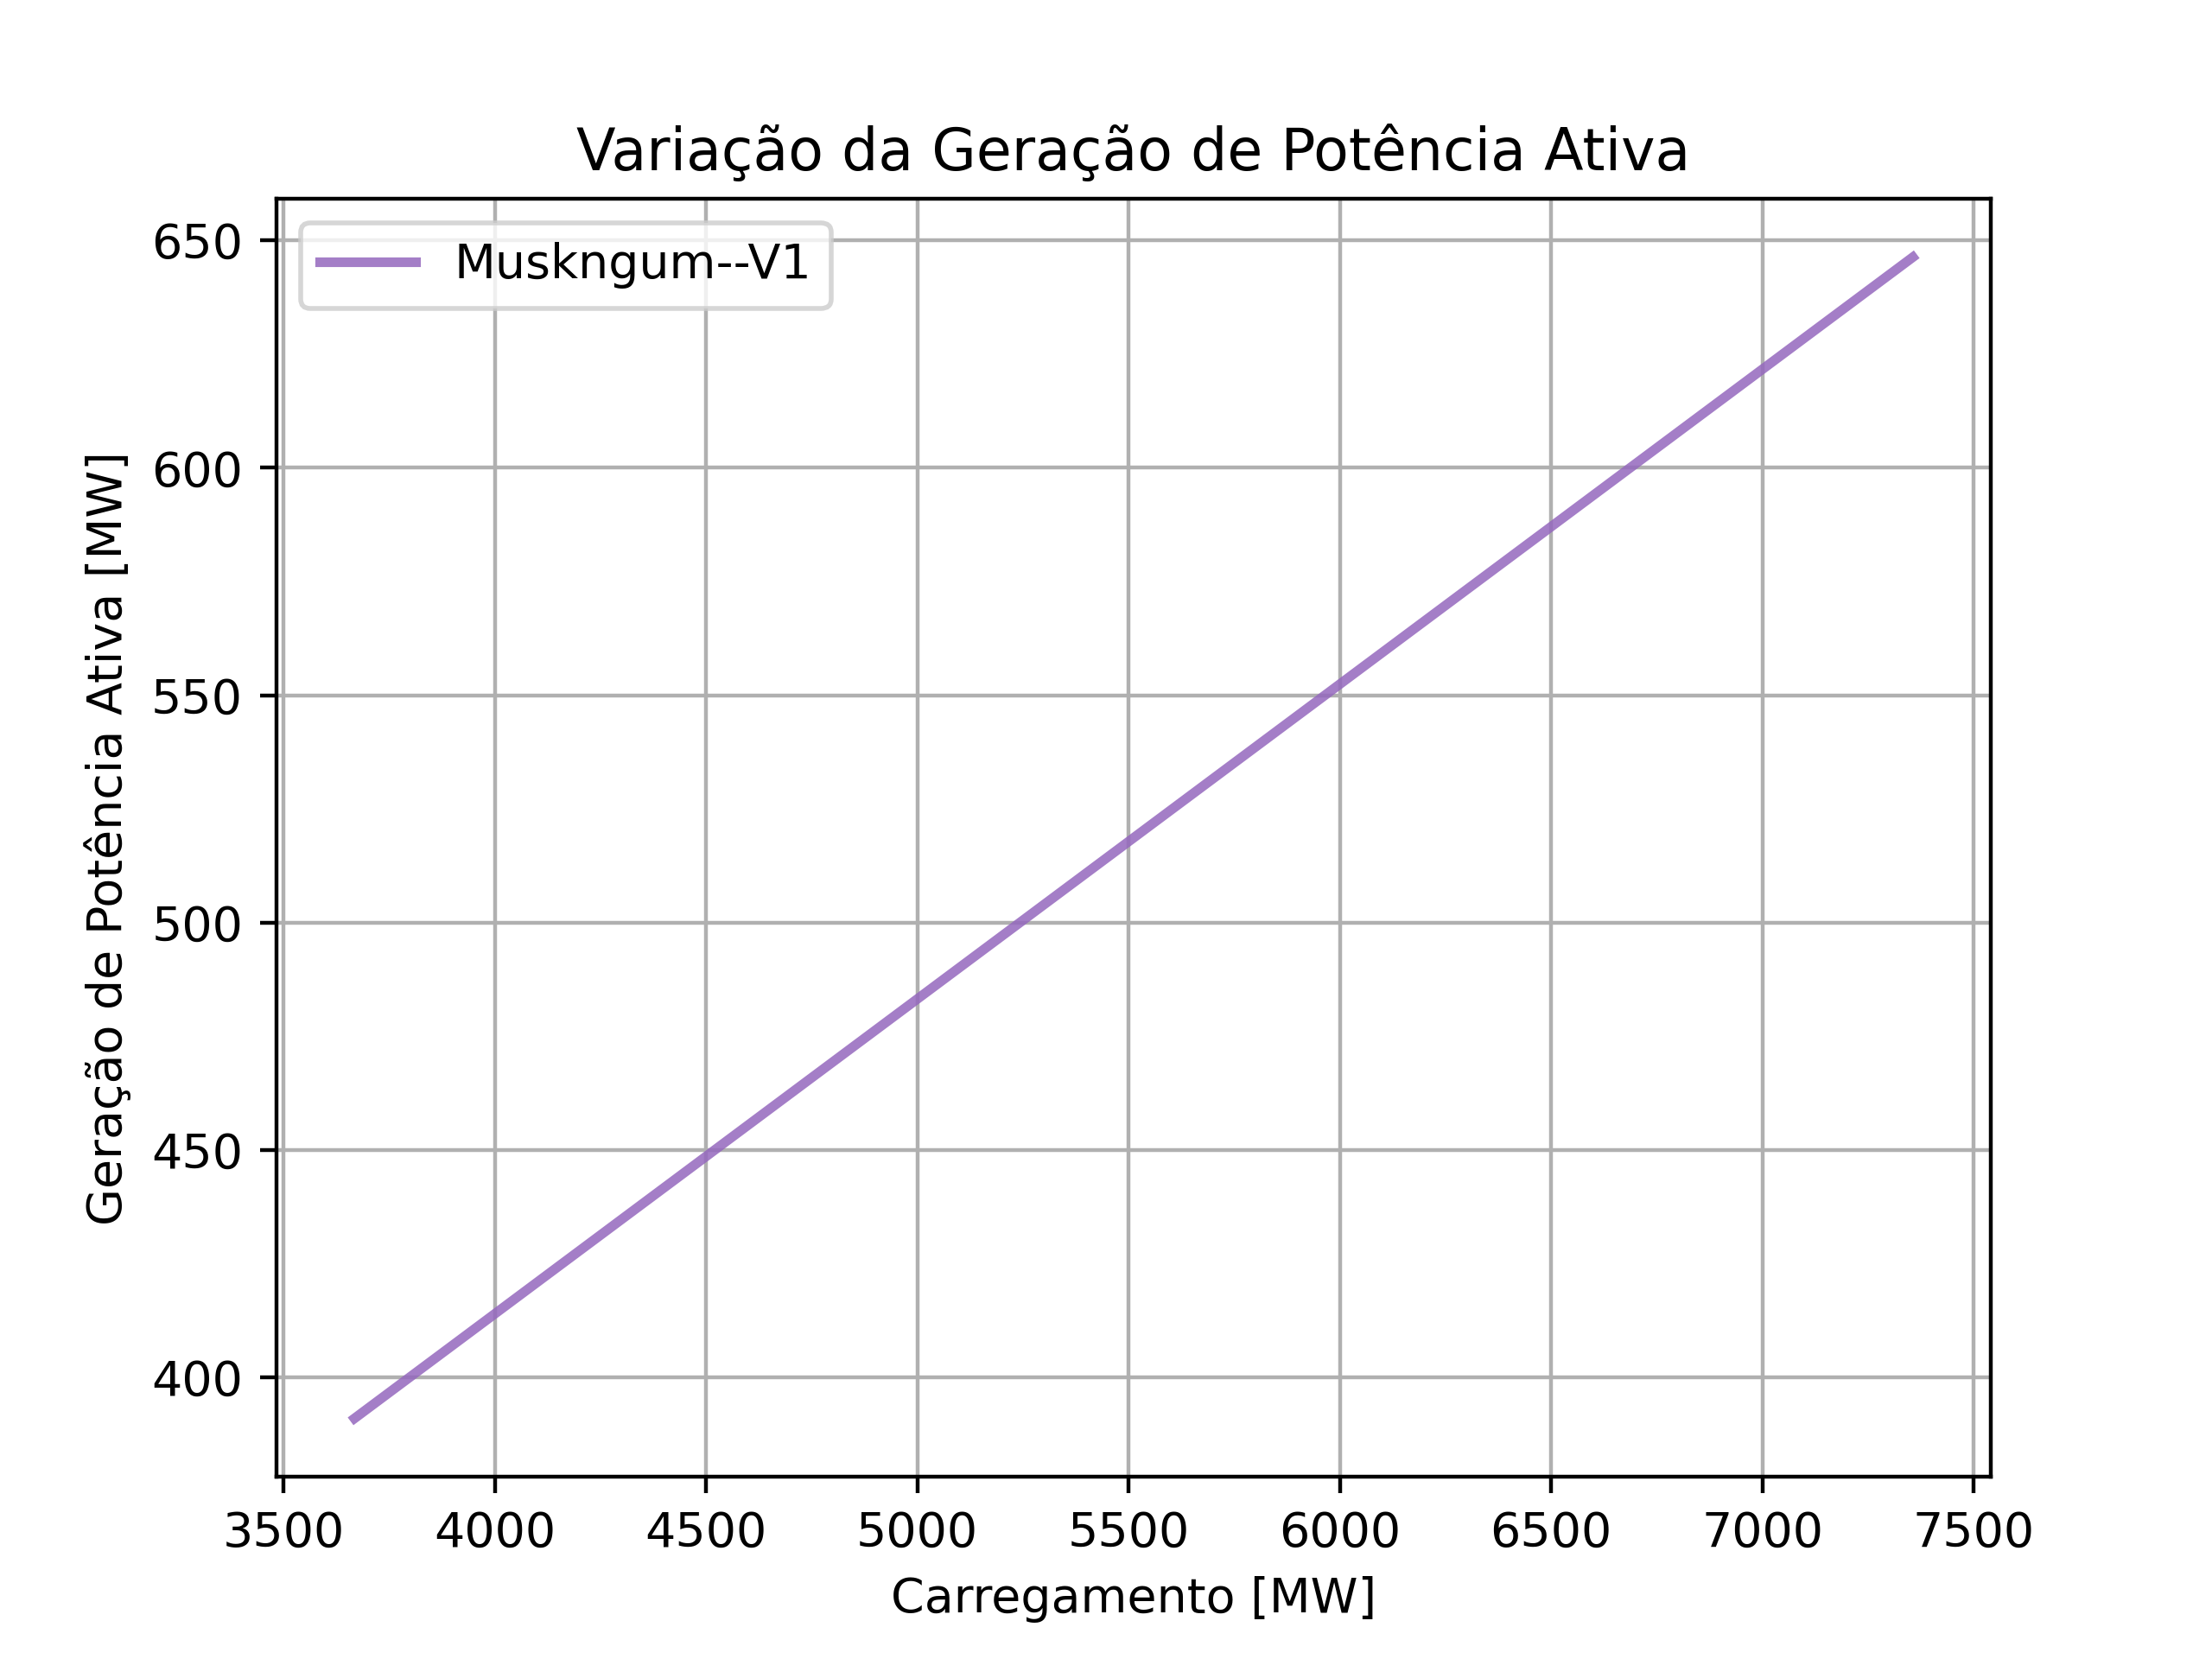 Variação da Geração de Potência Ativa
Muskngum--V1
Geração de Potência Ativa [MW]
650
600
550
500
450
400
3500 4000 4500 5000 5500 6000 6500 7000 7500
Carregamento [MW]